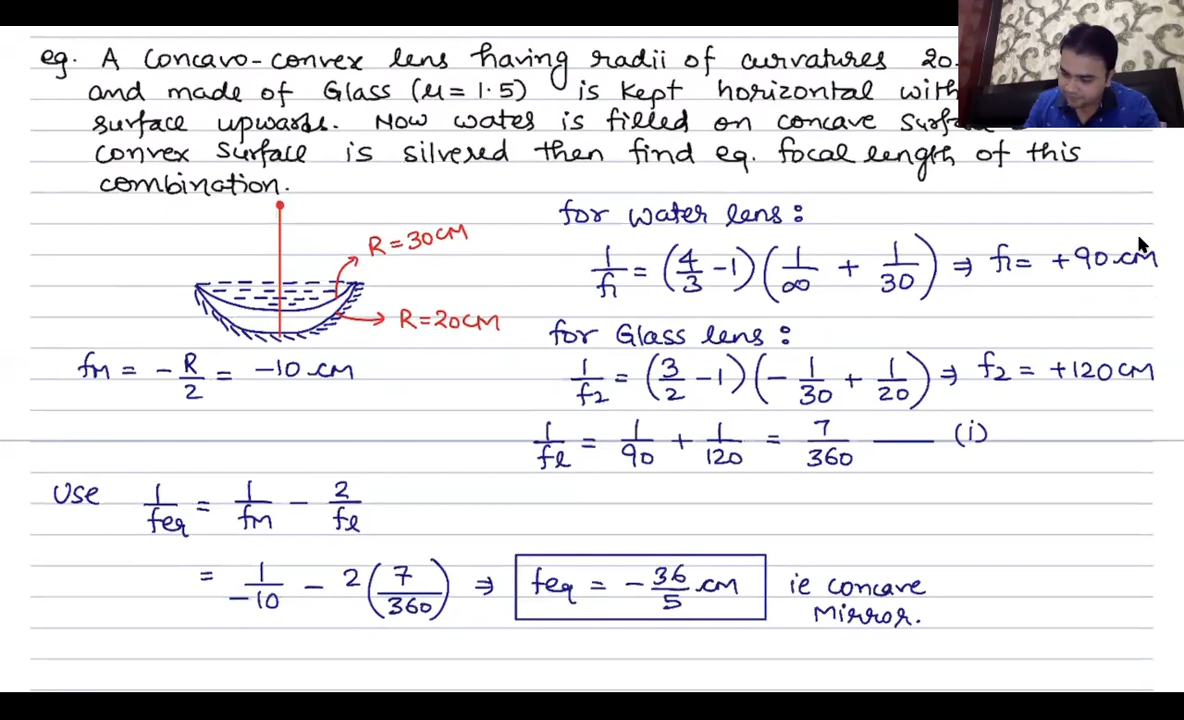 eg. A Concavo-convex lens having radii of curvatures 20
and made of Glass (μ = 1.5) is kept horizontal with
surface upwards. Now water is filled on concave
convex surface is silvered then find eq. focal length of this
combination.
R = 30 cm
R = 20 cm
fM = - R/2 = -10 cm
for water lens :
1/f1 = (4/3 - 1) (1/∞ + 1/30) ⇒ f1 = +90 cm
for Glass lens :
1/f2 = (3/2 - 1) (- 1/30 + 1/20) ⇒ f2 = +120 cm
1/fl = 1/90 + 1/120 = 7/360 —— (i)
Use 1/feq = 1/fM - 2/fl
= 1/-10 - 2 (7/360) ⇒ feq = - 36/5 cm ie concave
Mirror.